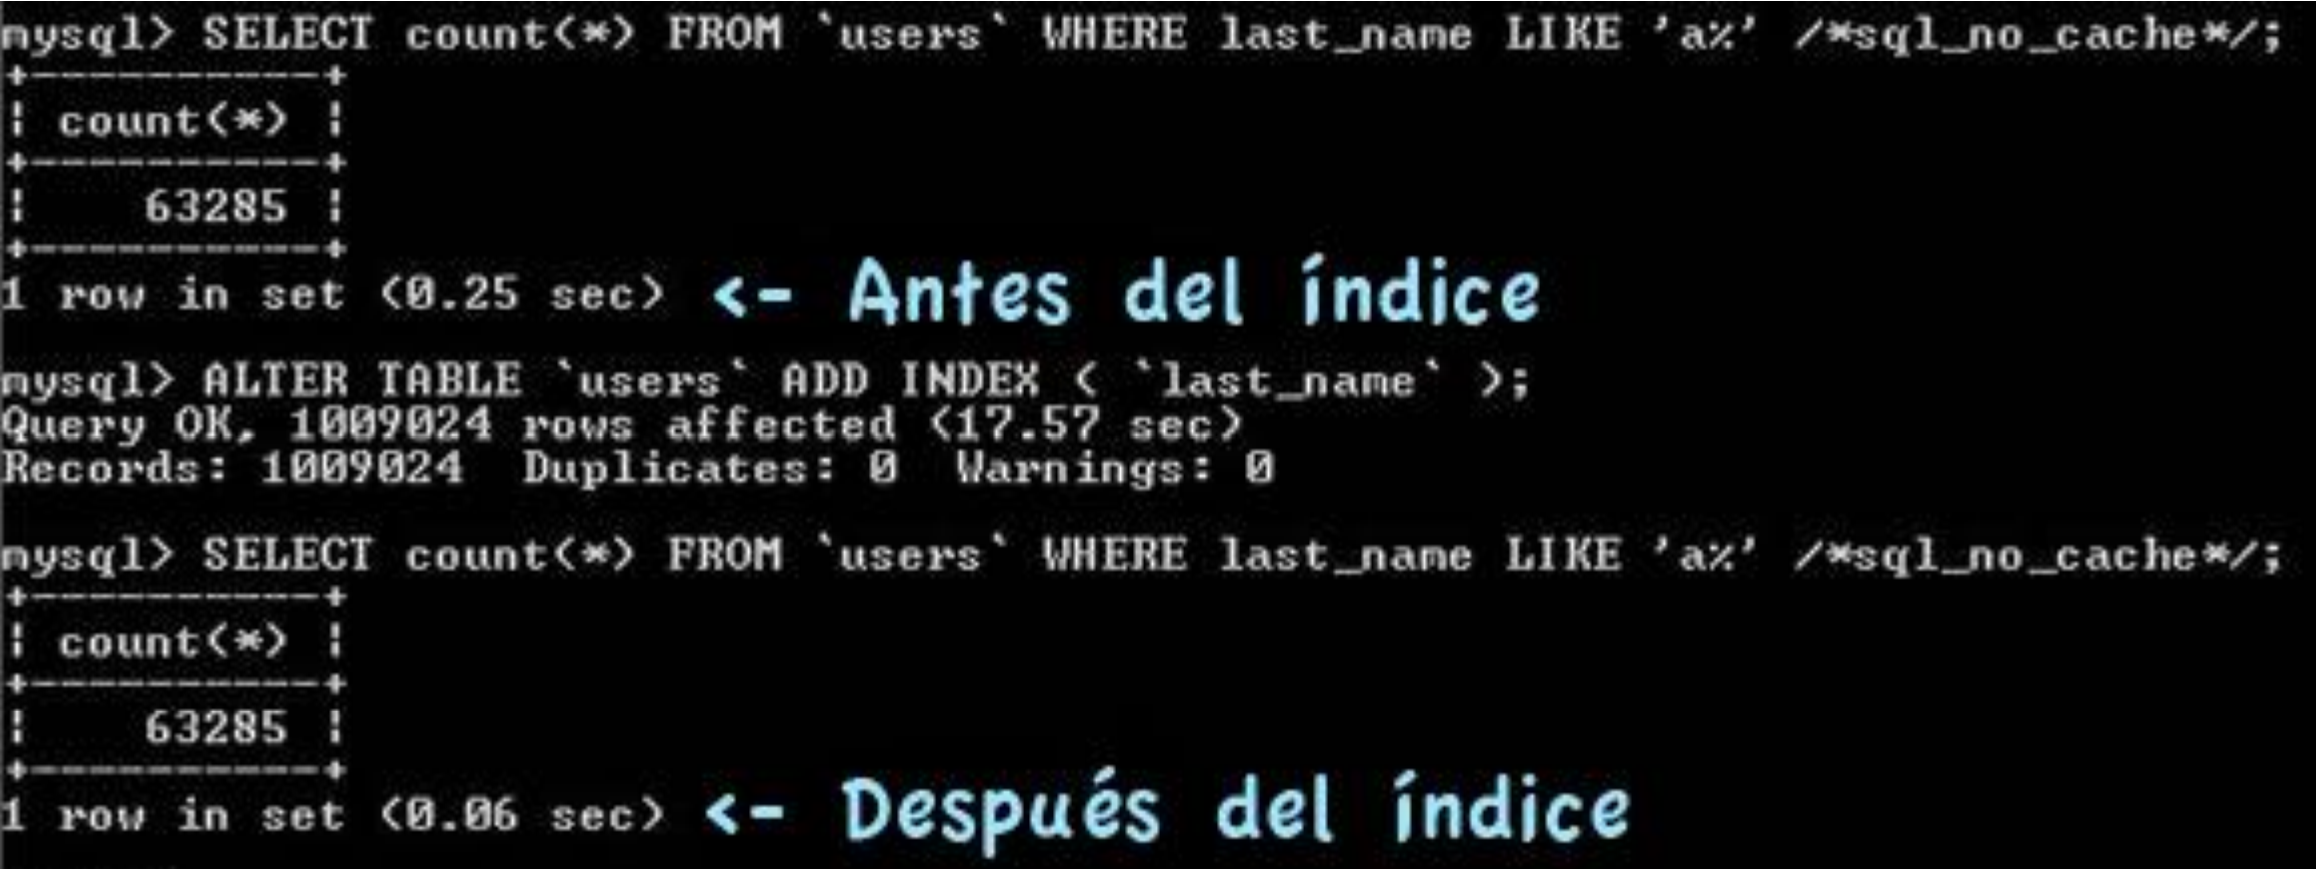 mysql> SELECT count(*) FROM `users` WHERE last_name LIKE 'a%' /*sql_no_cache*/;
+-----------+
| count(*) |
+-----------+
| 63285 |
+-----------+
1 row in set (0.25 sec) <- Antes del índice
mysql> ALTER TABLE `users` ADD INDEX ( `last_name` );
Query OK, 1009024 rows affected (17.57 sec)
Records: 1009024 Duplicates: 0 Warnings: 0
mysql> SELECT count(*) FROM `users` WHERE last_name LIKE 'a%' /*sql_no_cache*/;
+-----------+
| count(*) |
+-----------+
| 63285 |
+-----------+
1 row in set (0.06 sec) <- Después del índice